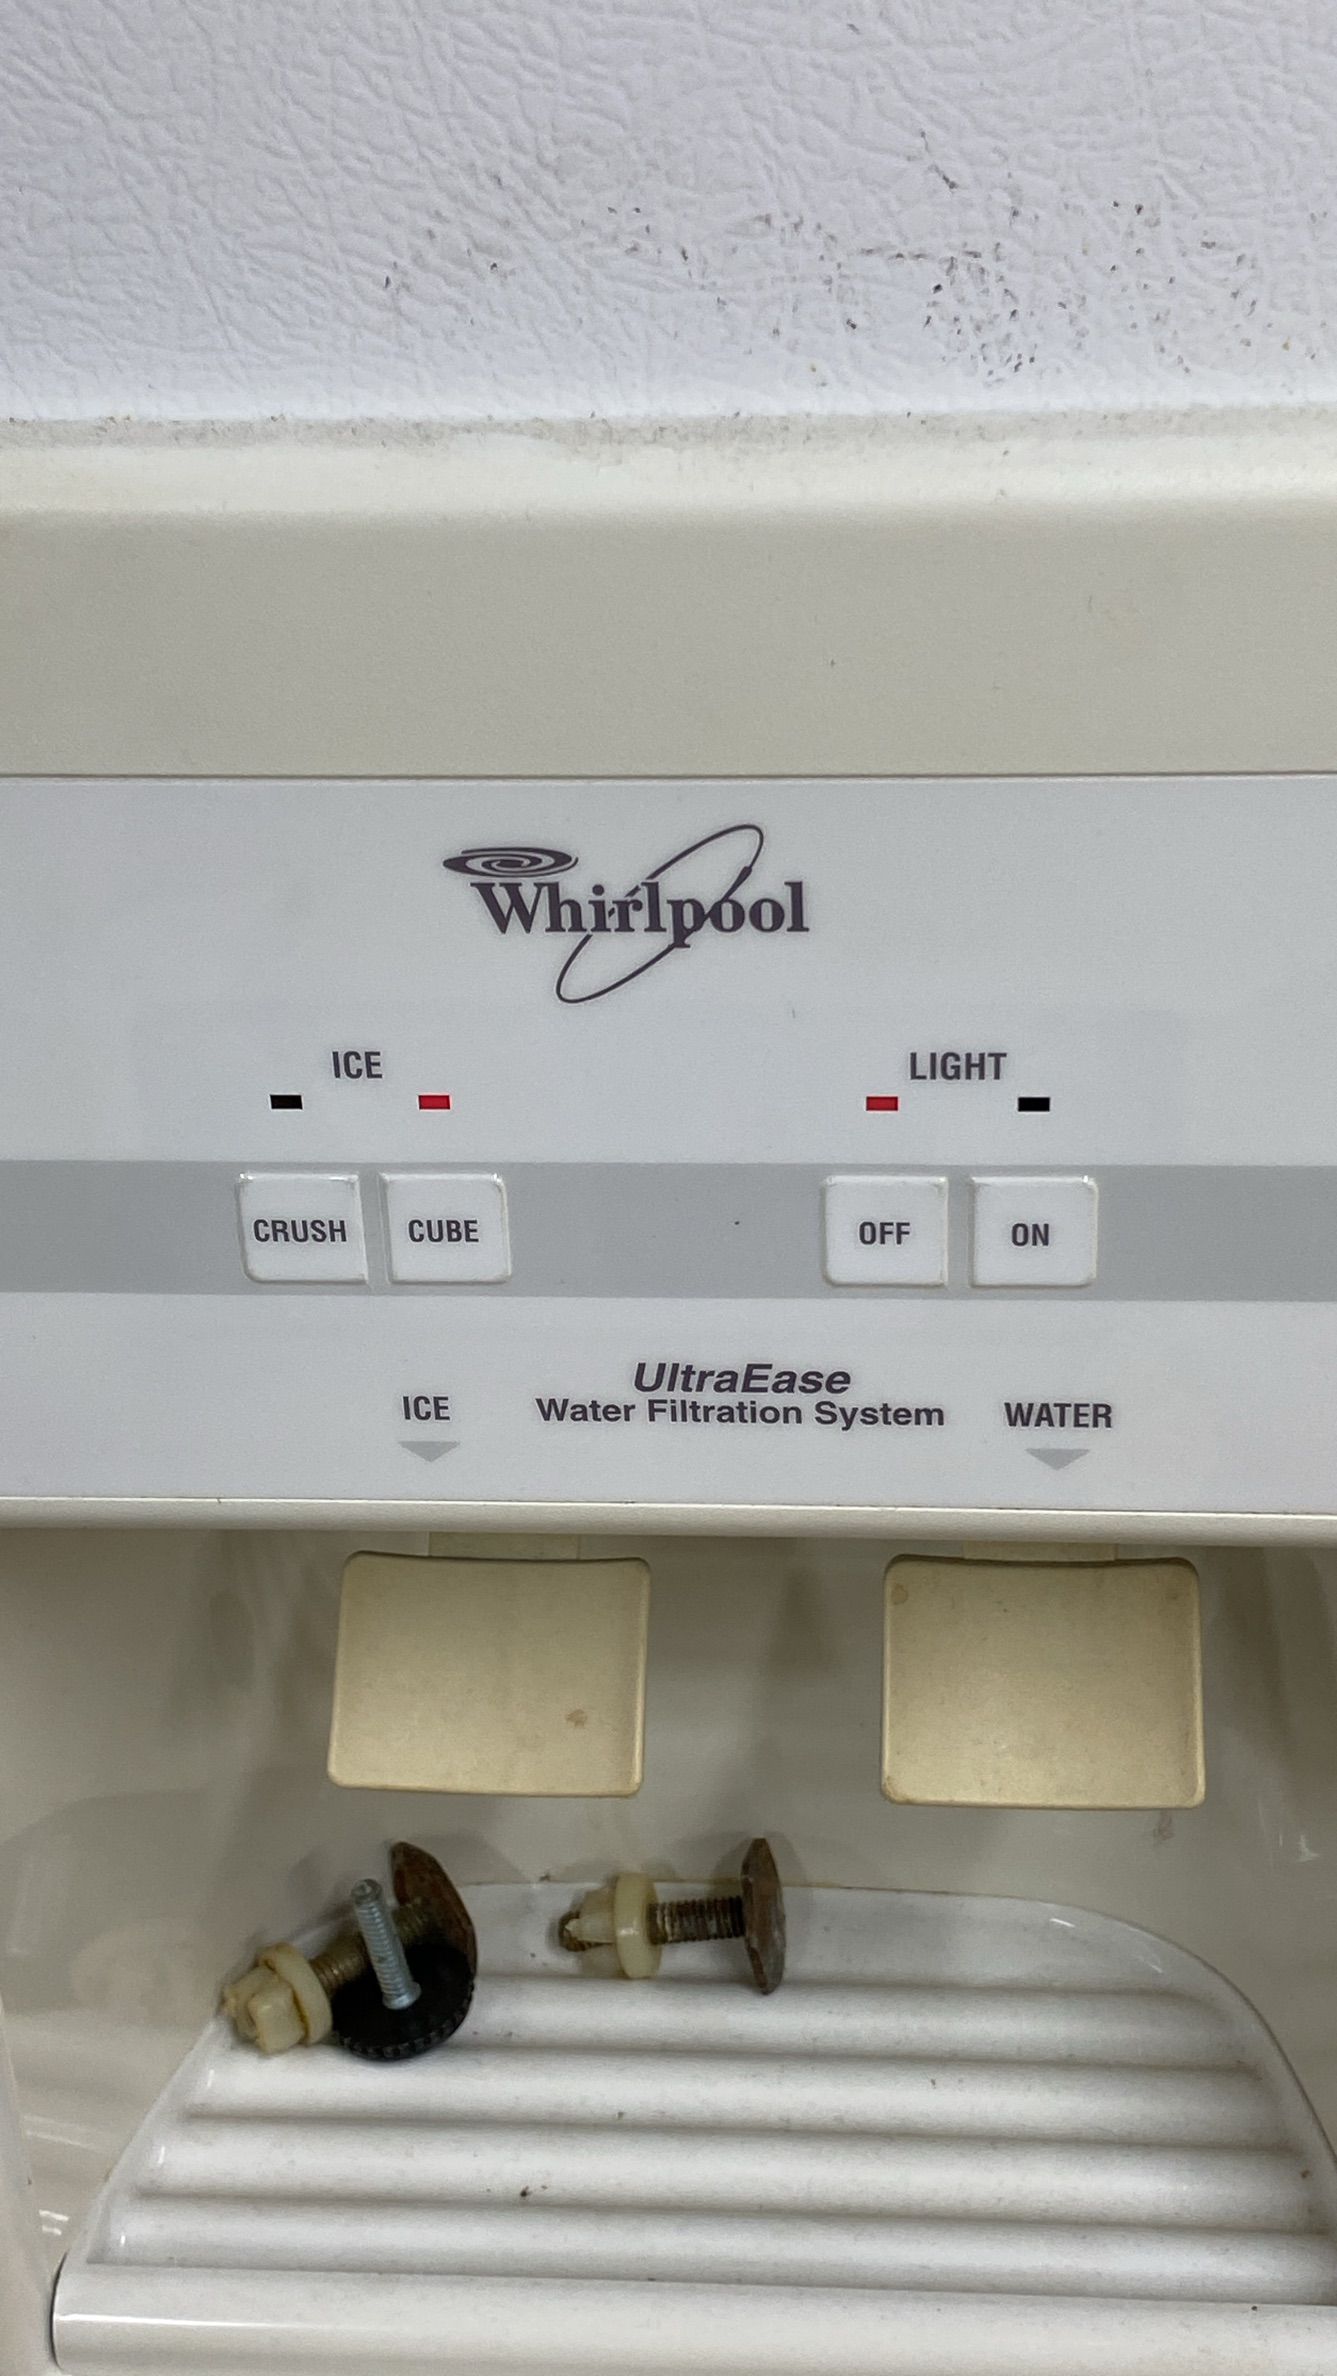 Whirlpool
ICE
LIGHT
CRUSH CUBE OFF ON
UltraEase
ICE Water Filtration System WATER